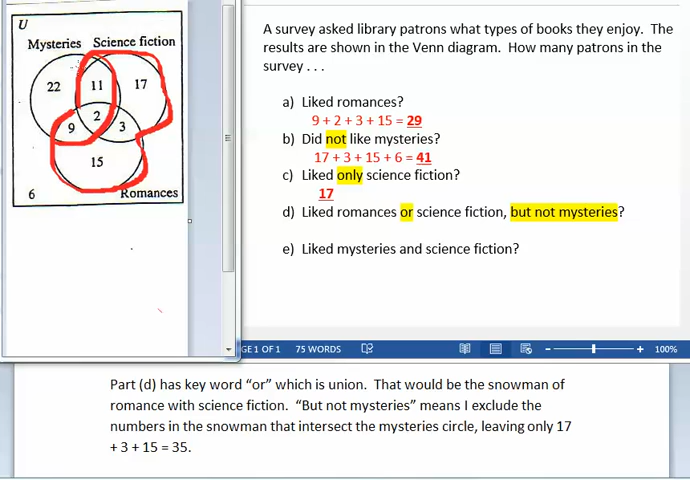 U
Mysteries Science fiction
22
11
17
2
9
3
15
6
Romances
A survey asked library patrons what types of books they enjoy. The
results are shown in the Venn diagram. How many patrons in the
survey . . .
a) Liked romances?
9 + 2 + 3 + 15 = 29
b) Did not like mysteries?
17 + 3 + 15 + 6 = 41
c) Liked only science fiction?
17
d) Liked romances or science fiction, but not mysteries?
e) Liked mysteries and science fiction?
GE 1 OF 1 75 WORDS
100%
Part (d) has key word “or” which is union. That would be the snowman of
romance with science fiction. “But not mysteries” means I exclude the
numbers in the snowman that intersect the mysteries circle, leaving only 17
+ 3 + 15 = 35.